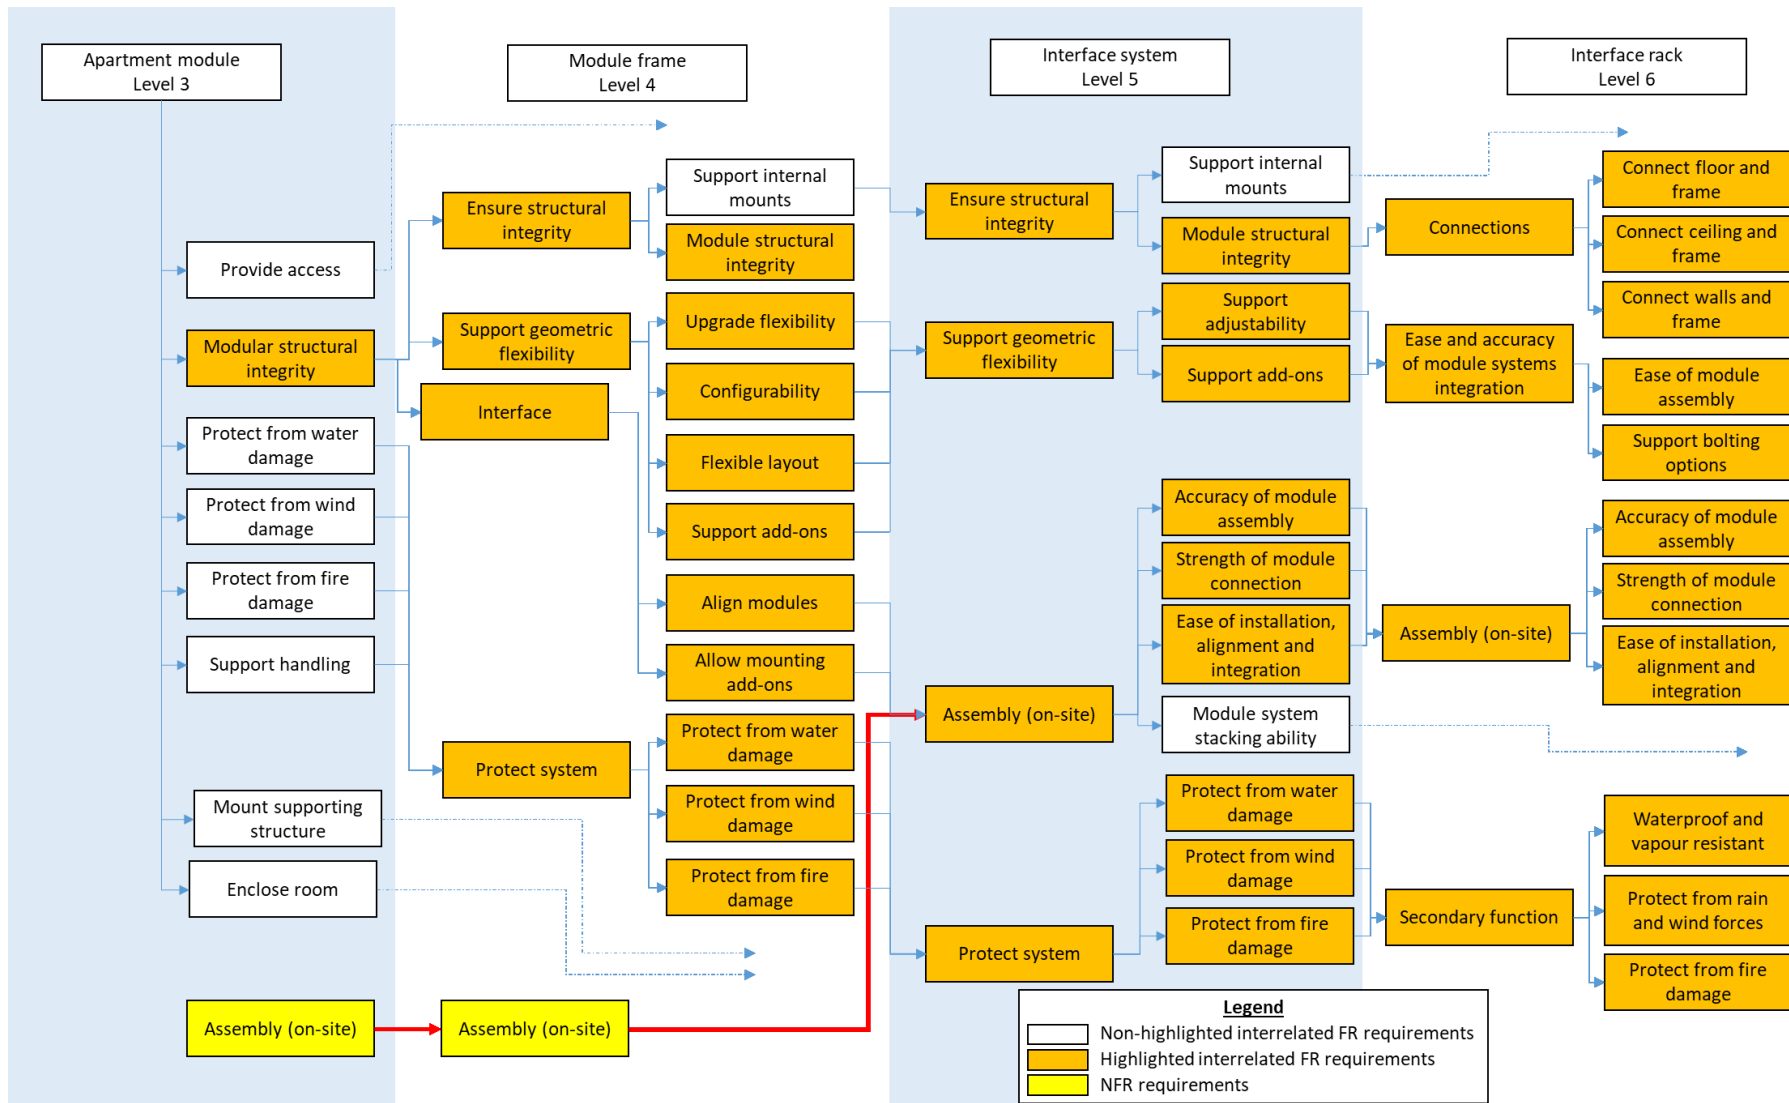 Apartment module
Level 3
Module frame
Level 4
Interface system
Level 5
Interface rack
Level 6
Provide access
Modular structural
integrity
Protect from water
damage
Protect from wind
damage
Protect from fire
damage
Support handling
Mount supporting
structure
Enclose room
Assembly (on-site)
Ensure structural
integrity
Support geometric
flexibility
Interface
Protect system
Assembly (on-site)
Support internal
mounts
Module structural
integrity
Upgrade flexibility
Configurability
Flexible layout
Support add-ons
Align modules
Allow mounting
add-ons
Protect from water
damage
Protect from wind
damage
Protect from fire
damage
Ensure structural
integrity
Support geometric
flexibility
Assembly (on-site)
Protect system
Support internal
mounts
Module structural
integrity
Support
adjustability
Support add-ons
Accuracy of module
assembly
Strength of module
connection
Ease of installation,
alignment and
integration
Module system
stacking ability
Protect from water
damage
Protect from wind
damage
Protect from fire
damage
Connections
Ease and accuracy
of module systems
integration
Assembly (on-site)
Secondary function
Connect floor and
frame
Connect ceiling and
frame
Connect walls and
frame
Ease of module
assembly
Support bolting
options
Accuracy of module
assembly
Strength of module
connection
Ease of installation,
alignment and
integration
Waterproof and
vapour resistant
Protect from rain
and wind forces
Protect from fire
damage
Legend
Non-highlighted interrelated FR requirements
Highlighted interrelated FR requirements
NFR requirements